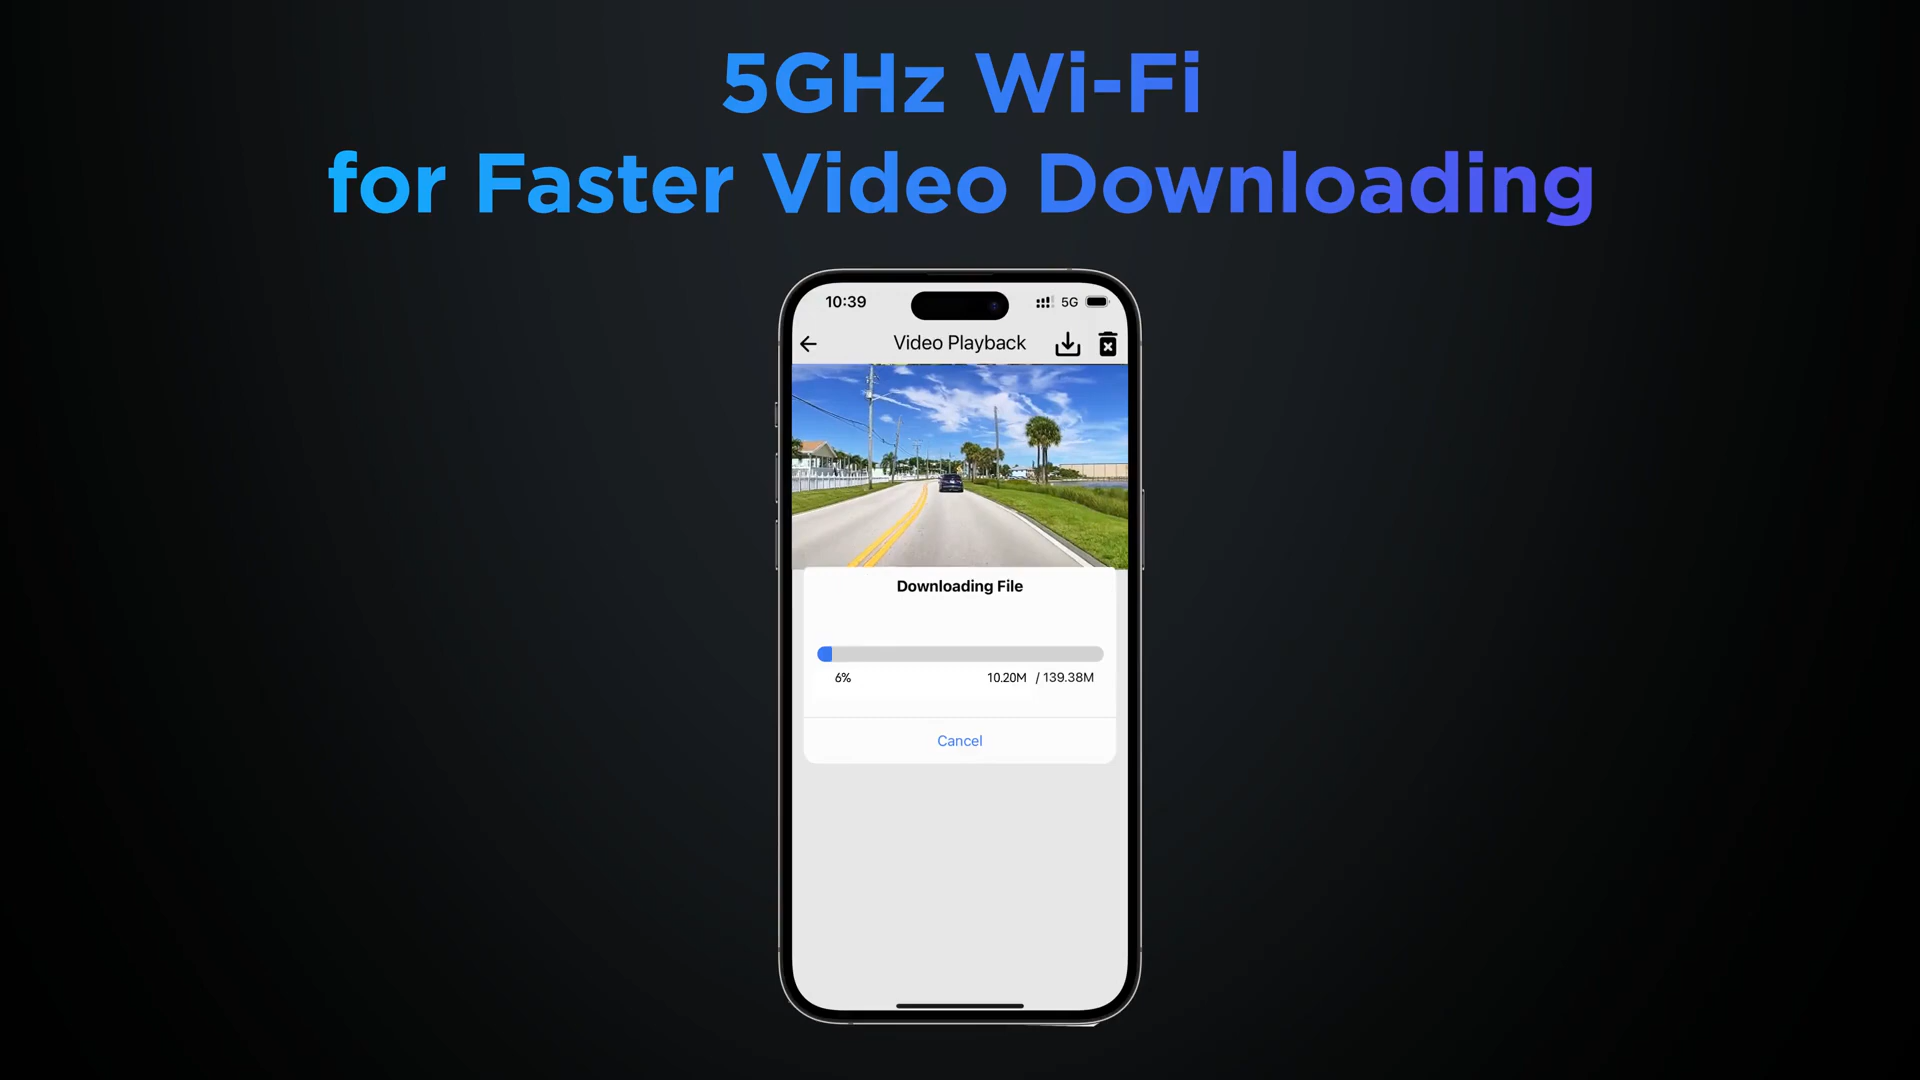 5GHz Wi-Fi
for Faster Video Downloading
10:39
5G
Video Playback
Downloading File
6% 10.20M / 139.38M
Cancel